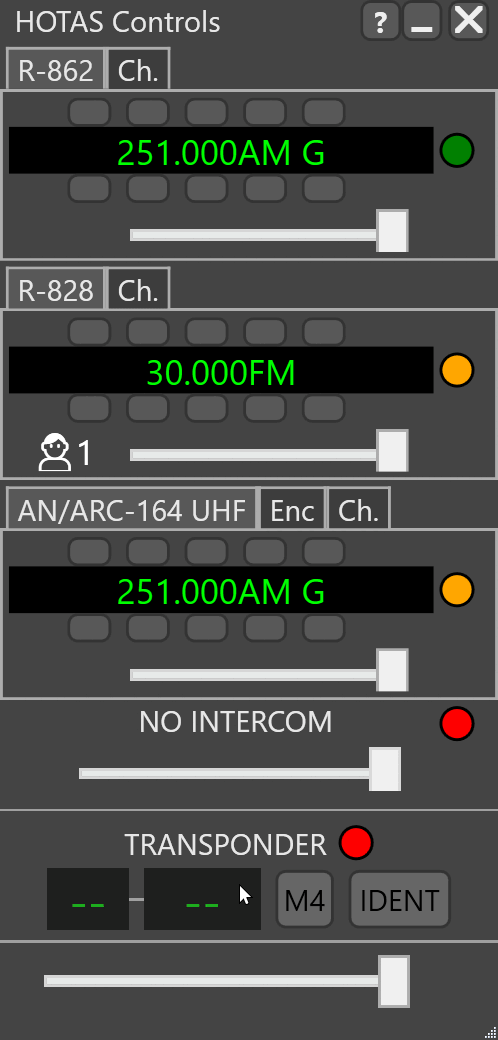 HOTAS Controls ?
R-862 Ch.
251.000AM G
R-828 Ch.
30.000FM
1
AN/ARC-164 UHF Enc Ch.
251.000AM G
NO INTERCOM
TRANSPONDER
-- -- M4 IDENT